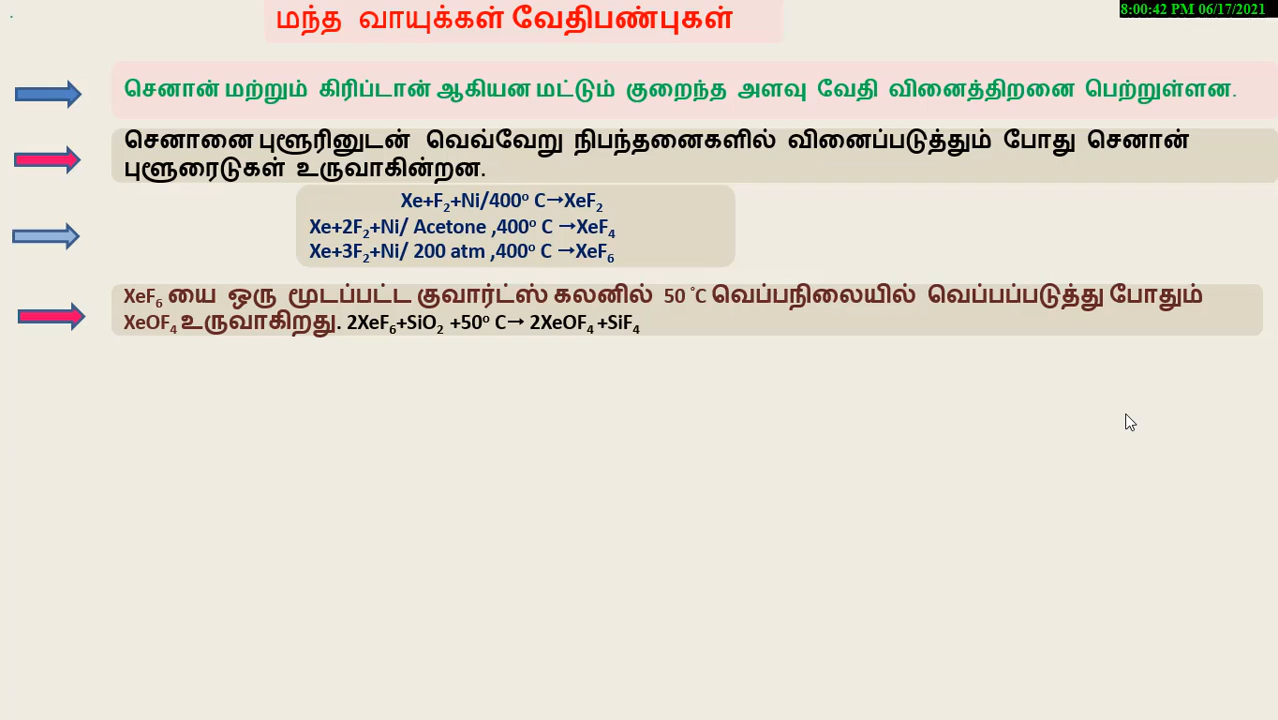 8:00:42 PM 06/17/2021
மந்த வாயுக்கள் வேதிபண்புகள்
செனான் மற்றும் கிரிப்டான் ஆகியன மட்டும் குறைந்த அளவு வேதி வினைத்திறனை பெற்றுள்ளன.
செனானை புளூரினுடன் வெவ்வேறு நிபந்தனைகளில் வினைப்படுத்தும் போது செனான்
புளூரைடுகள் உருவாகின்றன.
Xe+F₂+Ni/400º C→XeF₂
Xe+2F₂+Ni/ Acetone ,400º C →XeF₄
Xe+3F₂+Ni/ 200 atm ,400º C →XeF₆
XeF₆ யை ஒரு மூடப்பட்ட குவார்ட்ஸ் கலனில் 50 ˚C வெப்பநிலையில் வெப்பப்படுத்து போதும்
XeOF₄ உருவாகிறது. 2XeF₆+SiO₂ +50º C→ 2XeOF₄ +SiF₄